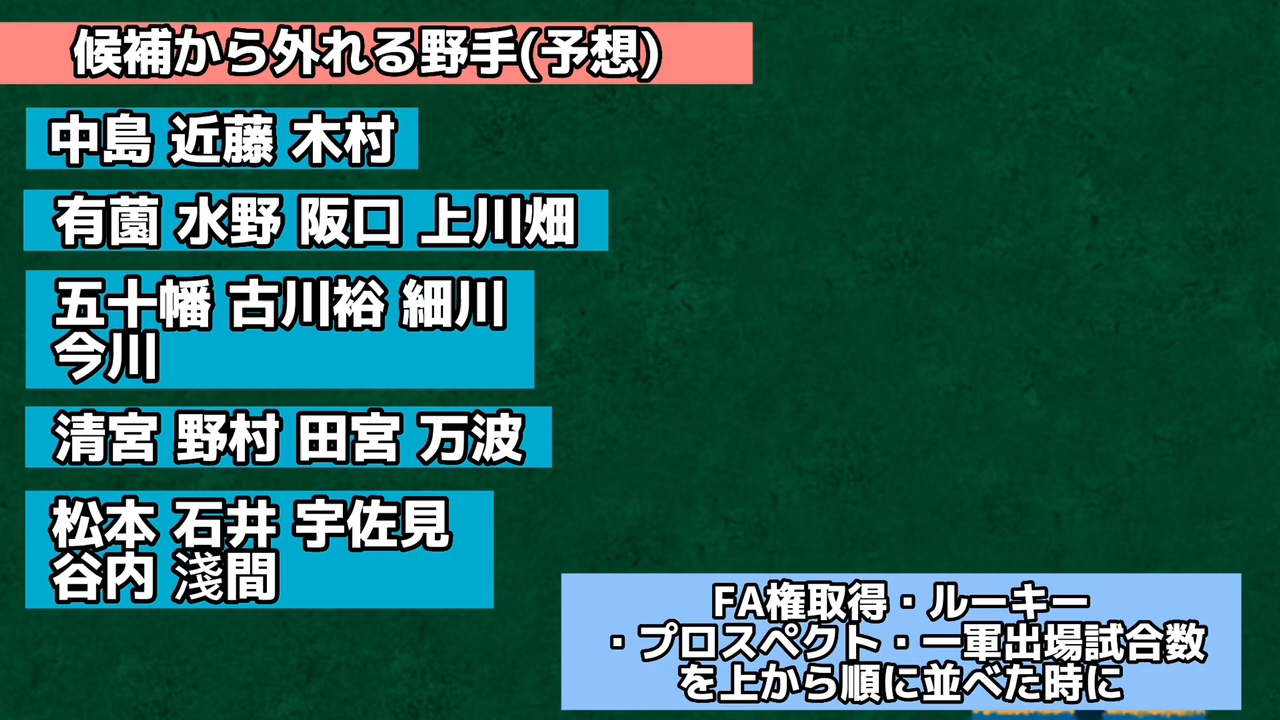 候補から外れる野手(予想)
中島 近藤 木村
有薗 水野 阪口 上川畑
五十幡 古川裕 細川
今川
清宮 野村 田宮 万波
松本 石井 宇佐見
谷内 淺間
FA権取得・ルーキー
・プロスペクト・一軍出場試合数
を上から順に並べた時に